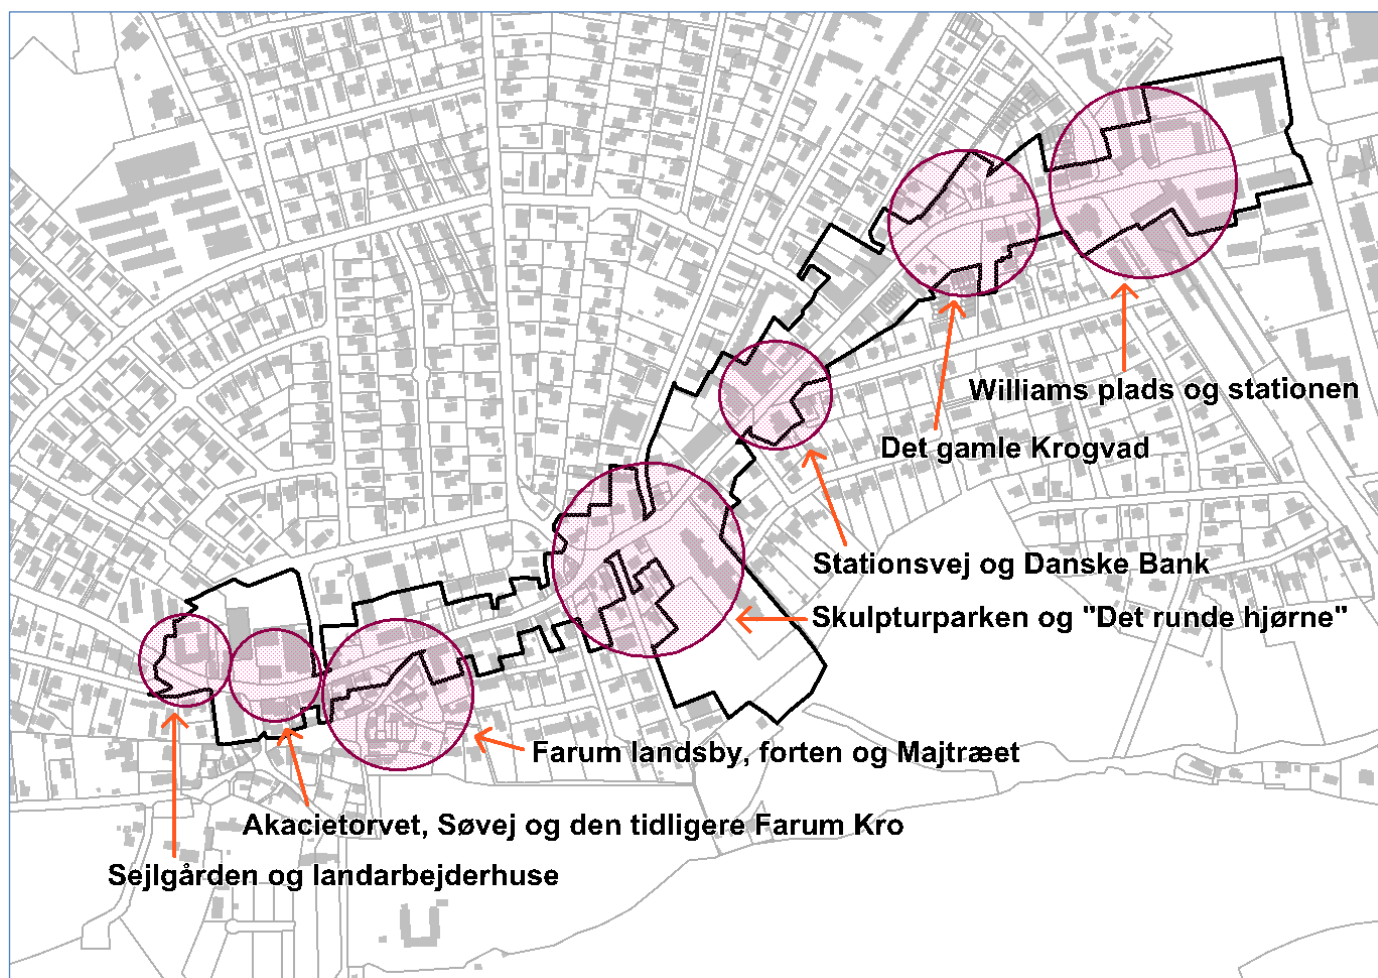 Williams plads og stationen
Det gamle Krogvad
Stationsvej og Danske Bank
Skulpturparken og "Det runde hjørne"
Farum landsby, forten og Majtræet
Akacietorvet, Søvej og den tidligere Farum Kro
Sejlgården og landarbejderhuse